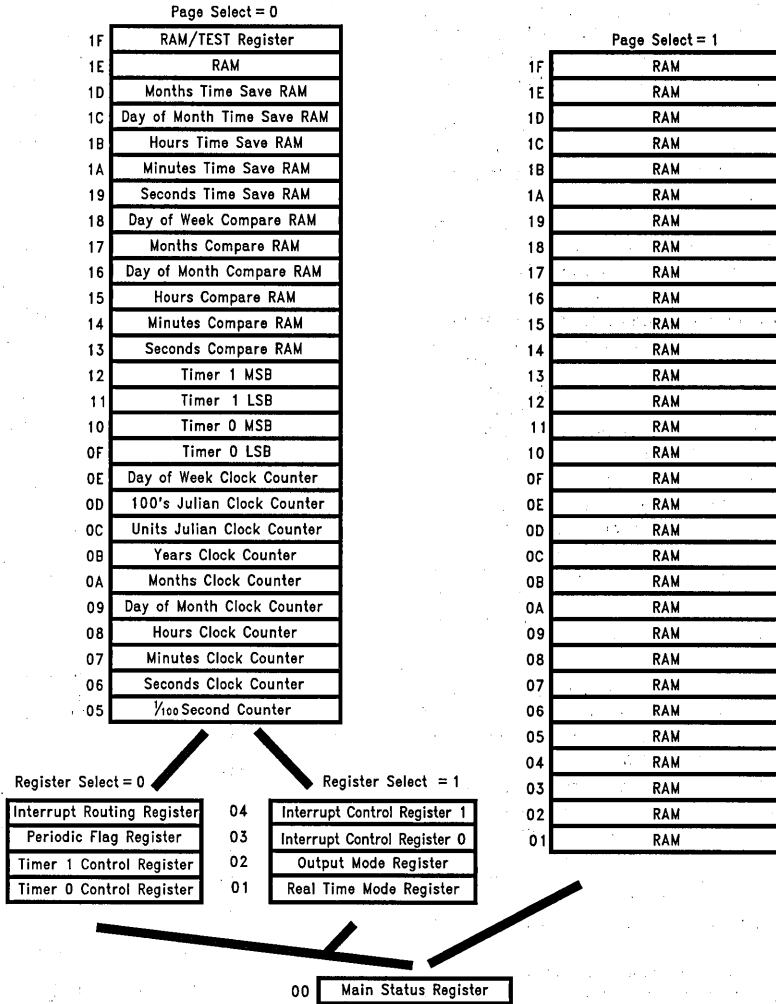 Page Select = 0
1F RAM/TEST Register
1E RAM
1D Months Time Save RAM
1C Day of Month Time Save RAM
1B Hours Time Save RAM
1A Minutes Time Save RAM
19 Seconds Time Save RAM
18 Day of Week Compare RAM
17 Months Compare RAM
16 Day of Month Compare RAM
15 Hours Compare RAM
14 Minutes Compare RAM
13 Seconds Compare RAM
12 Timer 1 MSB
11 Timer 1 LSB
10 Timer 0 MSB
0F Timer 0 LSB
0E Day of Week Clock Counter
0D 100's Julian Clock Counter
0C Units Julian Clock Counter
0B Years Clock Counter
0A Months Clock Counter
09 Day of Month Clock Counter
08 Hours Clock Counter
07 Minutes Clock Counter
06 Seconds Clock Counter
05 1/100 Second Counter
Page Select = 1
1F RAM
1E RAM
1D RAM
1C RAM
1B RAM
1A RAM
19 RAM
18 RAM
17 RAM
16 RAM
15 RAM
14 RAM
13 RAM
12 RAM
11 RAM
10 RAM
0F RAM
0E RAM
0D RAM
0C RAM
0B RAM
0A RAM
09 RAM
08 RAM
07 RAM
06 RAM
05 RAM
04 RAM
03 RAM
02 RAM
01 RAM
Register Select = 0 Register Select = 1
Interrupt Routing Register 04 Interrupt Control Register 1
Periodic Flag Register 03 Interrupt Control Register 0
Timer 1 Control Register 02 Output Mode Register
Timer 0 Control Register 01 Real Time Mode Register
00 Main Status Register